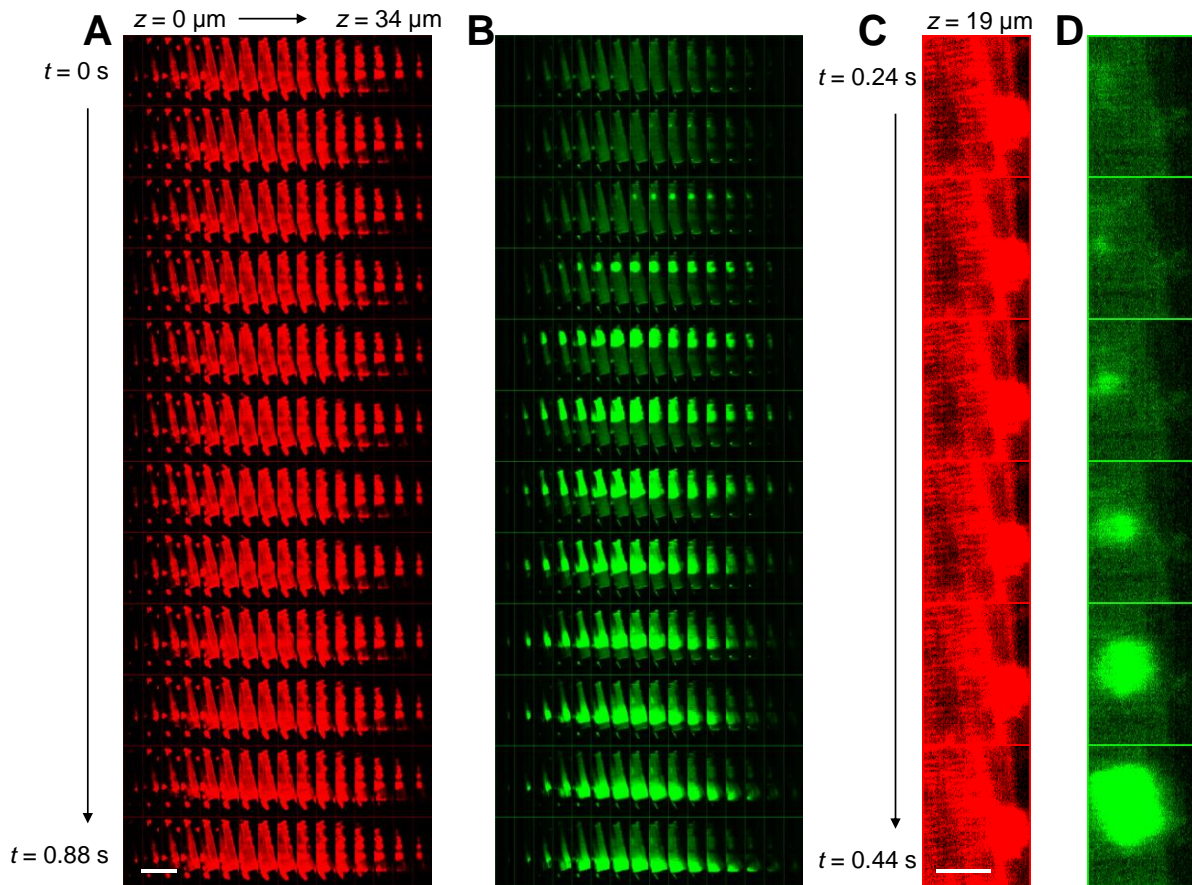 A
z = 0 µm
z = 34 µm
B
C
z = 19 µm
D
t = 0 s
t = 0.24 s
t = 0.88 s
t = 0.44 s